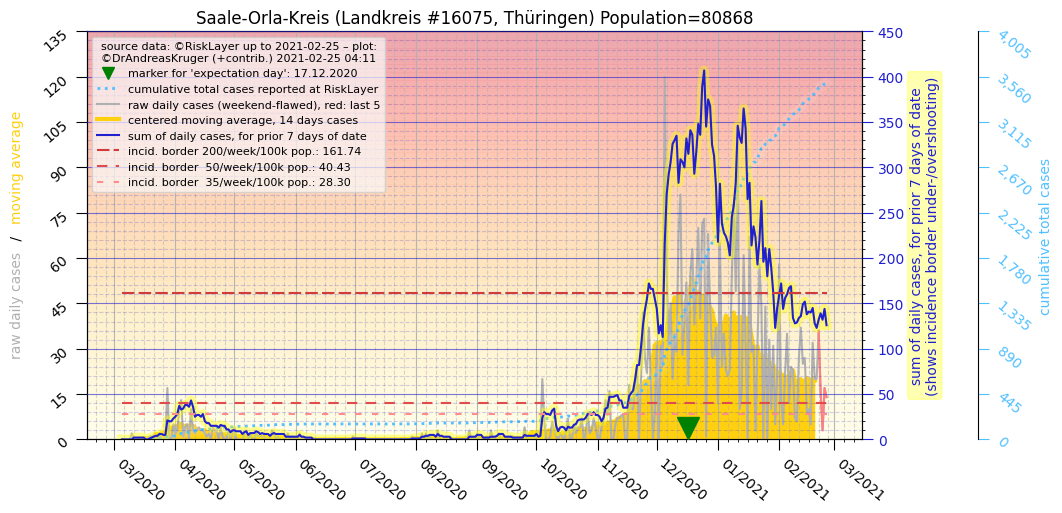 Saale-Orla-Kreis (Landkreis #16075, Thüringen) Population=80868
source data: ©RiskLayer up to 2021-02-25 – plot:
©DrAndreasKruger (+contrib.) 2021-02-25 04:11
marker for 'expectation day': 17.12.2020
cumulative total cases reported at RiskLayer
raw daily cases (weekend-flawed), red: last 5
centered moving average, 14 days cases
sum of daily cases, for prior 7 days of date
incid. border 200/week/100k pop.: 161.74
incid. border  50/week/100k pop.: 40.43
incid. border  35/week/100k pop.: 28.30
raw daily cases / moving average
135
120
105
90
75
60
45
30
15
0
03/2020
04/2020
05/2020
06/2020
07/2020
08/2020
09/2020
10/2020
11/2020
12/2020
01/2021
02/2021
03/2021
450
400
350
300
250
200
150
100
50
0
sum of daily cases, for prior 7 days of date
(shows incidence border under-/overshooting)
4,005
3,560
3,115
2,670
2,225
1,780
1,335
890
445
0
cumulative total cases